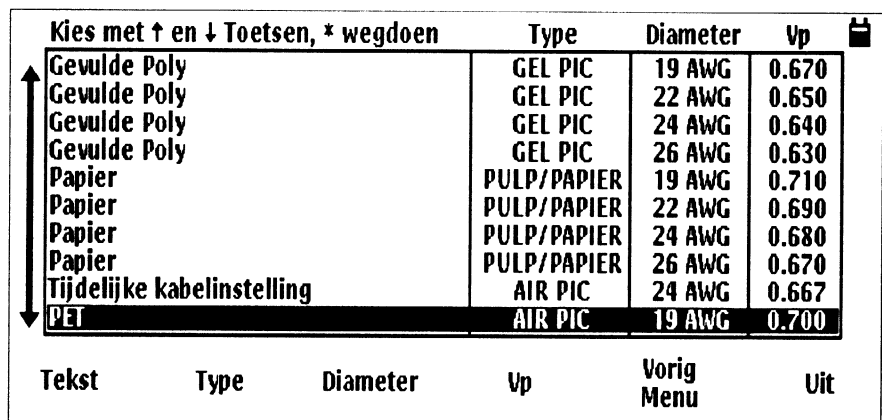 Kies met ↑ en ↓ Toetsen, * wegdoen Type Diameter Vp
Gevulde Poly GEL PIC 19 AWG 0.670
Gevulde Poly GEL PIC 22 AWG 0.650
Gevulde Poly GEL PIC 24 AWG 0.640
Gevulde Poly GEL PIC 26 AWG 0.630
Papier PULP/PAPIER 19 AWG 0.710
Papier PULP/PAPIER 22 AWG 0.690
Papier PULP/PAPIER 24 AWG 0.680
Papier PULP/PAPIER 26 AWG 0.670
Tijdelijke kabelinstelling AIR PIC 24 AWG 0.667
PET AIR PIC 19 AWG 0.700
Tekst Type Diameter Vp Vorig Menu Uit